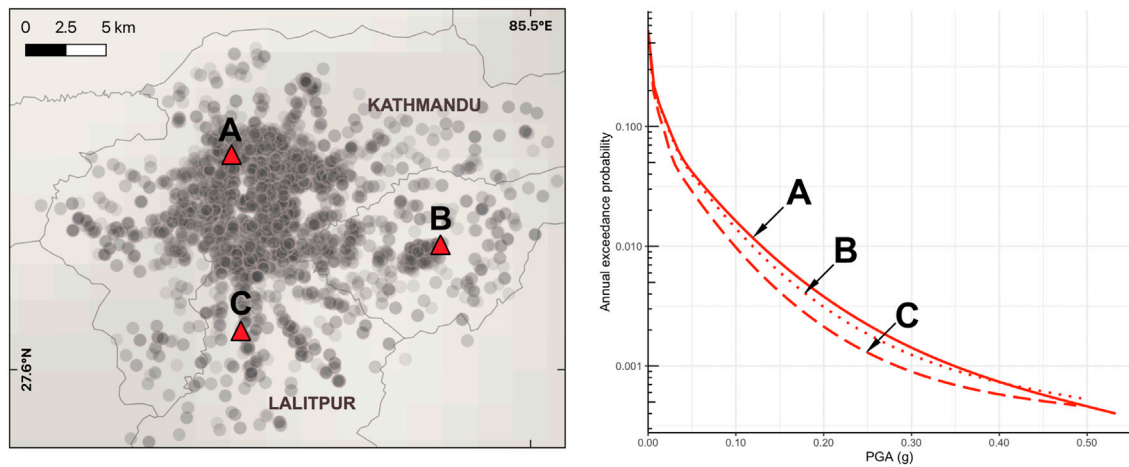 0 2.5 5 km
85.5°E
KATHMANDU
A
B
C
27.6°N
LALITPUR
Annual exceedance probability
0.100
0.010
0.001
A
B
C
0.00 0.10 0.20 0.30 0.40 0.50
PGA (g)